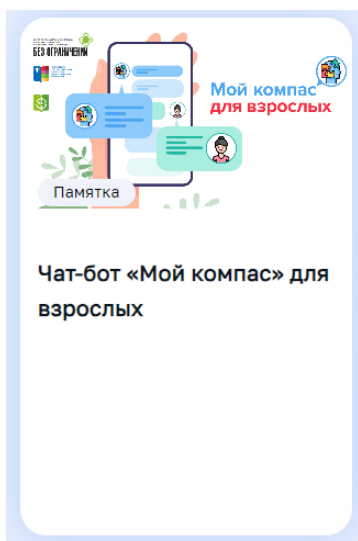 БЕЗ ОГРАНИЧЕНИЙ
Мой компас
для взрослых
Памятка
Чат-бот «Мой компас» для
взрослых